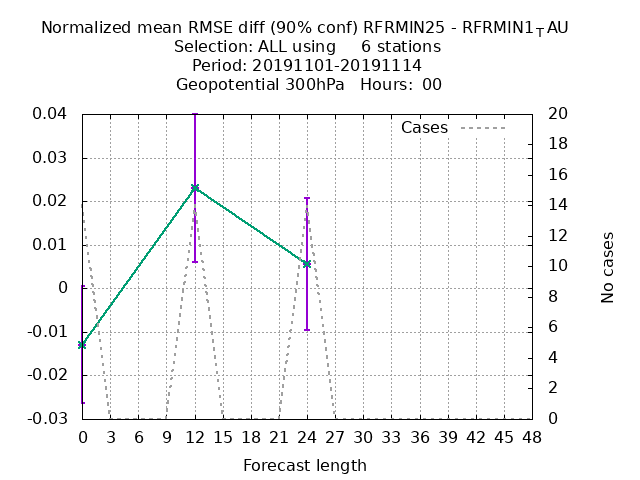 Normalized mean RMSE diff (90% conf) RFRMIN25 - RFRMIN1TAU
Selection: ALL using 6 stations
Period: 20191101-20191114
Geopotential 300hPa Hours: 00
Cases
0.04
0.03
0.02
0.01
0
-0.01
-0.02
-0.03
20
18
16
14
12
10
8
6
4
2
0
No cases
0 3 6 9 12 15 18 21 24 27 30 33 36 39 42 45 48
Forecast length